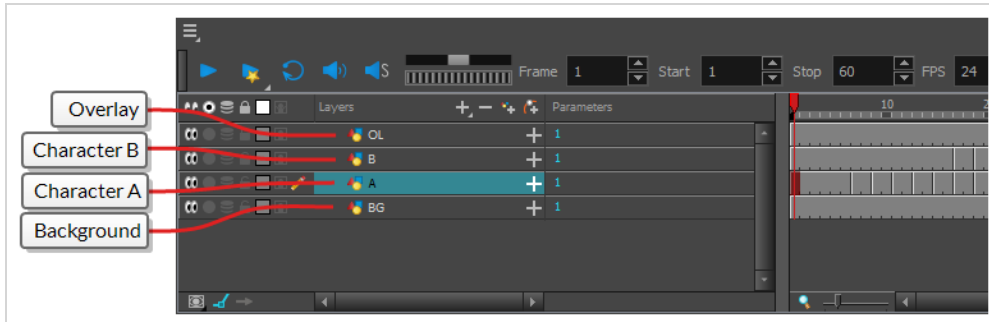 S Frame 1 Start 1 Stop 60 FPS 24
Layers Parameters 10 2
Overlay
OL 1
Character B
B 1
Character A
A 1
Background
BG 1